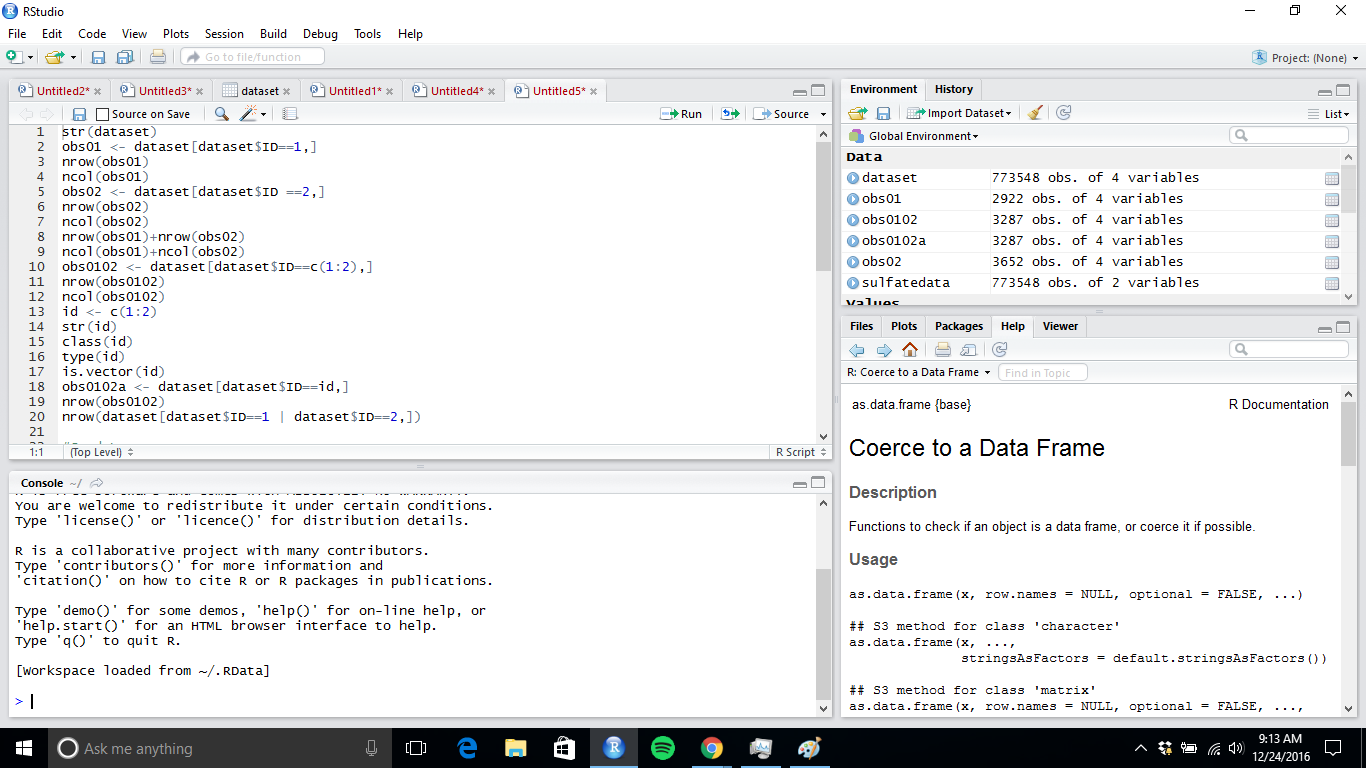 RStudio
File Edit Code View Plots Session Build Debug Tools Help
Go to file/function
Project: (None)
Untitled2* Untitled3* dataset Untitled1* Untitled4* Untitled5*
Source on Save Run Source
1 str(dataset)
2 obs01 <- dataset[dataset$ID==1,]
3 nrow(obs01)
4 ncol(obs01)
5 obs02 <- dataset[dataset$ID ==2,]
6 nrow(obs02)
7 ncol(obs02)
8 nrow(obs01)+nrow(obs02)
9 ncol(obs01)+ncol(obs02)
10 obs0102 <- dataset[dataset$ID==c(1:2),]
11 nrow(obs0102)
12 ncol(obs0102)
13 id <- c(1:2)
14 str(id)
15 class(id)
16 type(id)
17 is.vector(id)
18 obs0102a <- dataset[dataset$ID==id,]
19 nrow(obs0102)
20 nrow(dataset[dataset$ID==1 | dataset$ID==2,])
21
1:1 (Top Level) R Script
Console ~/
You are welcome to redistribute it under certain conditions.
Type 'license()' or 'licence()' for distribution details.
R is a collaborative project with many contributors.
Type 'contributors()' for more information and
'citation()' on how to cite R or R packages in publications.
Type 'demo()' for some demos, 'help()' for on-line help, or
'help.start()' for an HTML browser interface to help.
Type 'q()' to quit R.
[Workspace loaded from ~/.RData]
>
Environment History
Import Dataset List
Global Environment
Data
dataset 773548 obs. of 4 variables
obs01 2922 obs. of 4 variables
obs0102 3287 obs. of 4 variables
obs0102a 3287 obs. of 4 variables
obs02 3652 obs. of 4 variables
sulfatedata 773548 obs. of 2 variables
Values
Files Plots Packages Help Viewer
R: Coerce to a Data Frame Find in Topic
as.data.frame {base} R Documentation
Coerce to a Data Frame
Description
Functions to check if an object is a data frame, or coerce it if possible.
Usage
as.data.frame(x, row.names = NULL, optional = FALSE, ...)
## S3 method for class 'character'
as.data.frame(x, ...,
stringsAsFactors = default.stringsAsFactors())
## S3 method for class 'matrix'
as.data.frame(x, row.names = NULL, optional = FALSE, ...,
Ask me anything
9:13 AM
12/24/2016